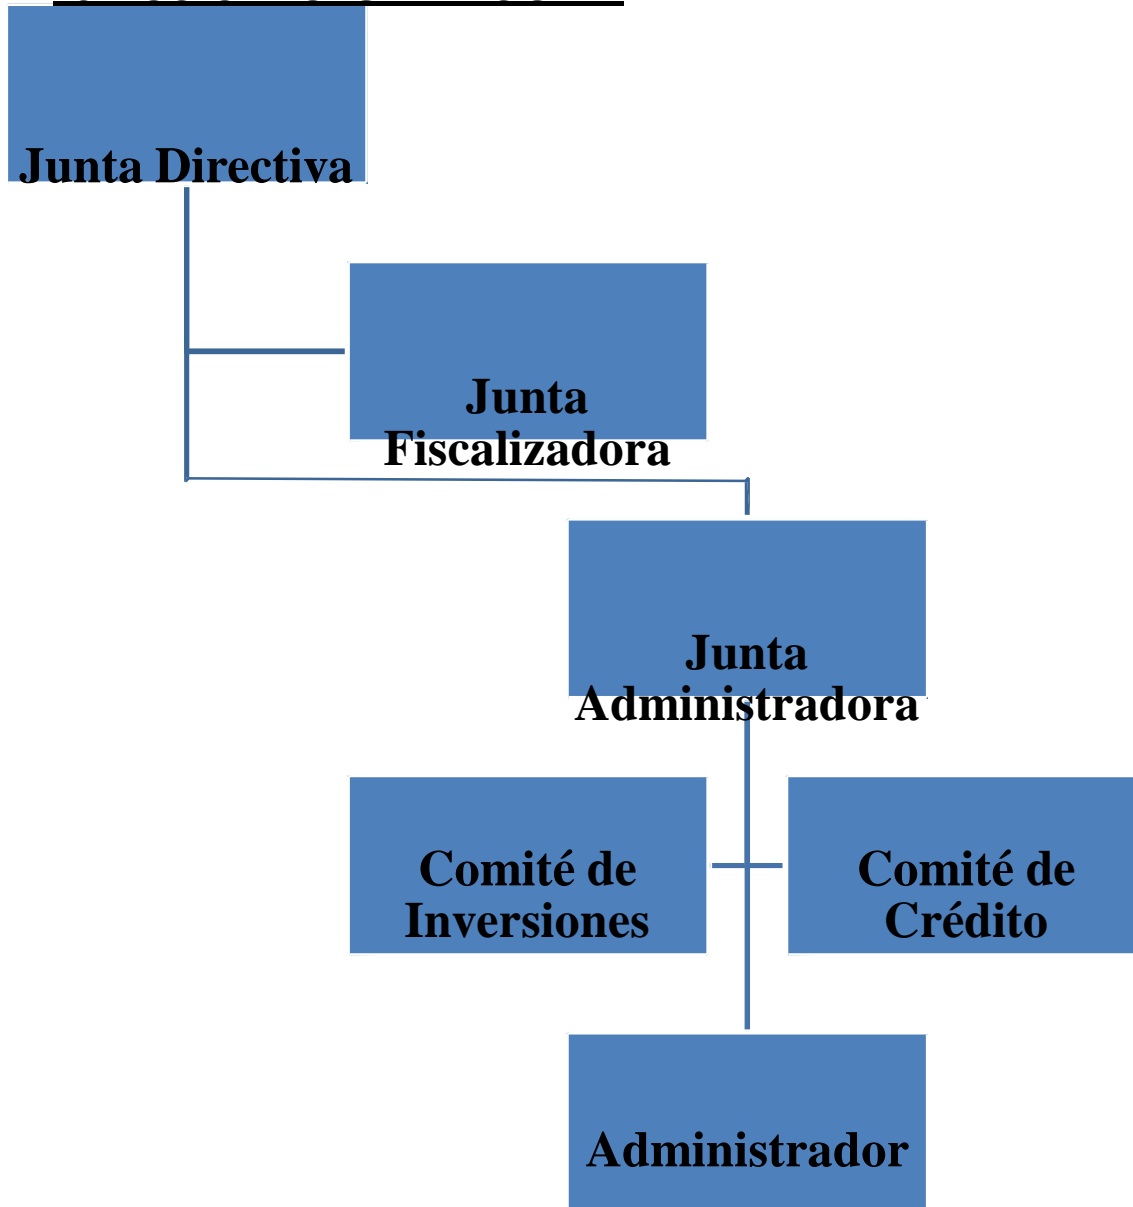 Junta Directiva
Junta
Fiscalizadora
Junta
Administradora
Comité de
Inversiones
Comité de
Crédito
Administrador